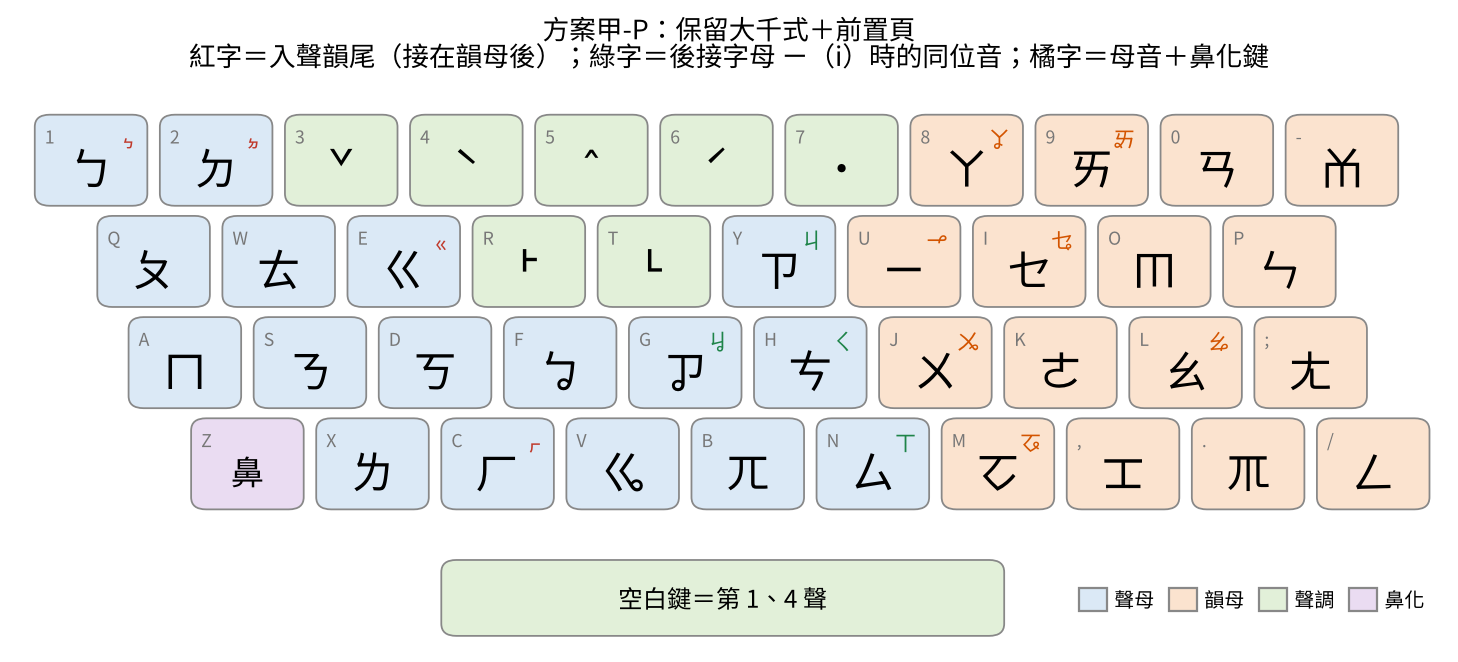 方案甲-P：保留大千式＋前置頁
紅字＝入聲韻尾（接在韻母後）；綠字＝後接字母 ㄧ（i）時的同位音；橘字＝母音＋鼻化鍵
1 ㄅ ㆴ 2 ㄉ ㆵ 3 ˇ 4 ˋ 5 ˆ 6 ˊ 7 ˙ 8 ㄚ ㆩ 9 ㄞ ㆮ 0 ㄢ - ㆰ
Q ㄆ W ㄊ E ㄍ ㆶ R ㆐ T ˪ Y ㄗ ㄐ U ㄧ ㆪ I ㆤ ㆥ O ㆬ P ㄣ
A ㄇ S ㄋ D ㄎ F ㆠ G ㆡ ㆢ H ㄘ ㄑ J ㄨ ㆫ K ㄜ L ㄠ ㆯ ; ㄤ
Z 鼻 X ㄌ C ㄏ ㆷ V ㆣ B ㄫ N ㄙ ㄒ M ㆦ ㆧ , ㆲ . ㆱ / ㄥ
空白鍵＝第 1、4 聲
聲母 韻母 聲調 鼻化